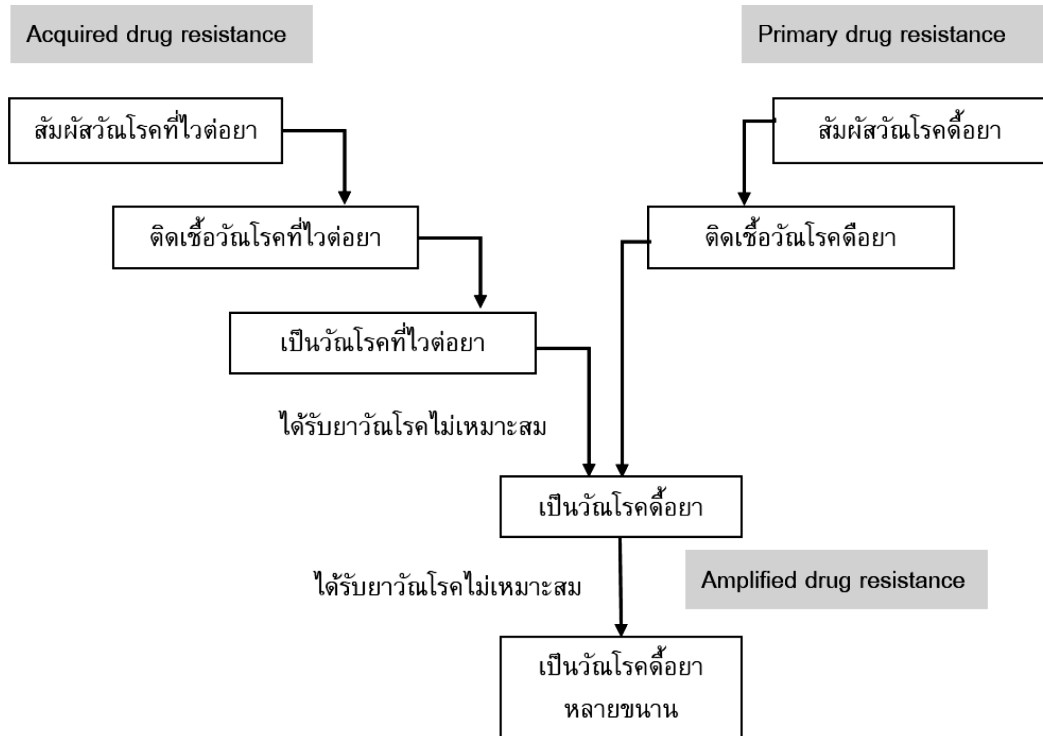 Acquired drug resistance
Primary drug resistance
สัมผัสวัณโรคที่ไวต่อยา
สัมผัสวัณโรคดื้อยา
ติดเชื้อวัณโรคที่ไวต่อยา
ติดเชื้อวัณโรคดือยา
เป็นวัณโรคที่ไวต่อยา
ได้รับยาวัณโรคไม่เหมาะสม
เป็นวัณโรคดื้อยา
ได้รับยาวัณโรคไม่เหมาะสม
Amplified drug resistance
เป็นวัณโรคดื้อยา
หลายขนาน